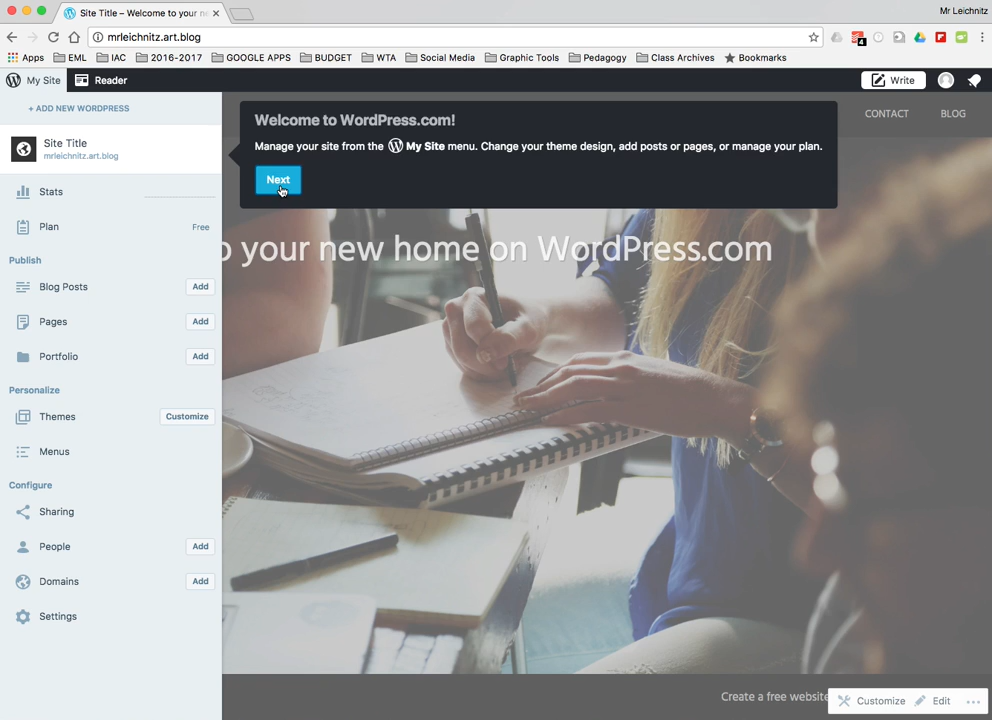 Mr Leichnitz
Site Title – Welcome to your ne
mrleichnitz.art.blog
Apps EML IAC 2016-2017 GOOGLE APPS BUDGET WTA Social Media Graphic Tools Pedagogy Class Archives Bookmarks
4
My Site Reader Write
+ ADD NEW WORDPRESS
Site Title
mrleichnitz.art.blog
Stats
Plan Free
Publish
Blog Posts Add
Pages Add
Portfolio Add
Personalize
Themes Customize
Menus
Configure
Sharing
People Add
Domains Add
Settings
CONTACT BLOG
Welcome to WordPress.com!
Manage your site from the My Site menu. Change your theme design, add posts or pages, or manage your plan.
Next
o your new home on WordPress.com
Create a free website
Customize Edit